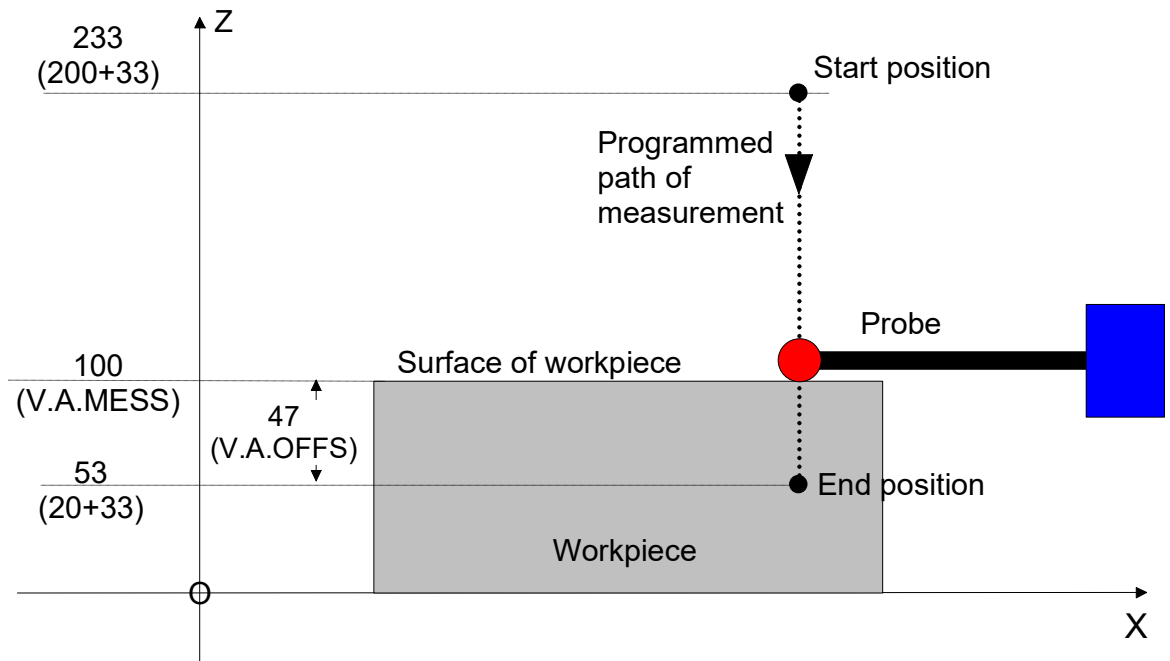 Z
233
(200+33)
Start position
Programmed
path of
measurement
Probe
Surface of workpiece
100
(V.A.MESS)
47
(V.A.OFFS)
53
(20+33)
End position
Workpiece
O
X